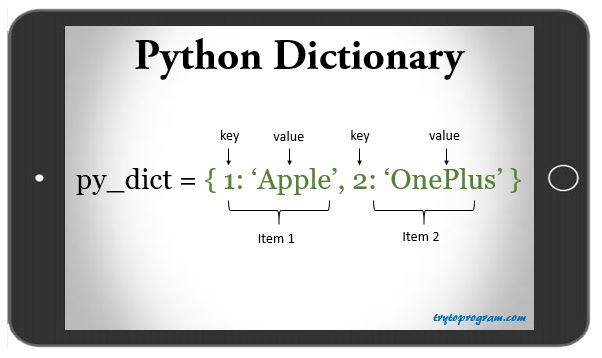 Python Dictionary
key value key value
py_dict = { 1: ‘Apple’, 2: ‘OnePlus’ }
Item 1 Item 2
trytoprogram.com